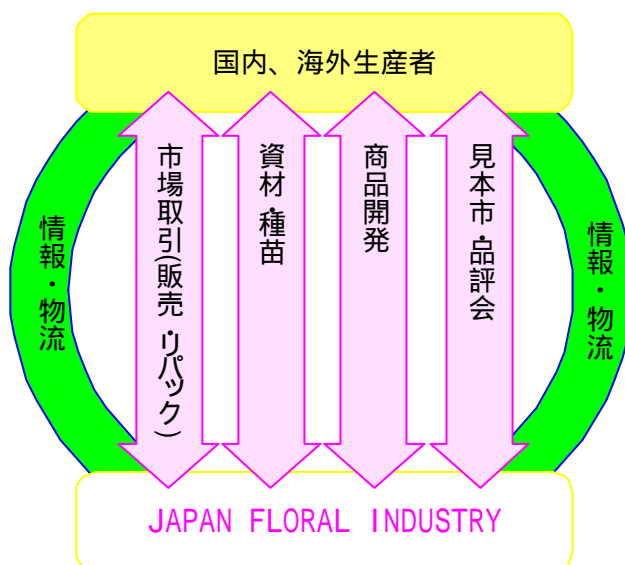 国内、海外生産者
市場取引(販売・リパック)
資材・種苗
商品開発
見本市・品評会
情報・物流
情報・物流
JAPAN FLORAL INDUSTRY